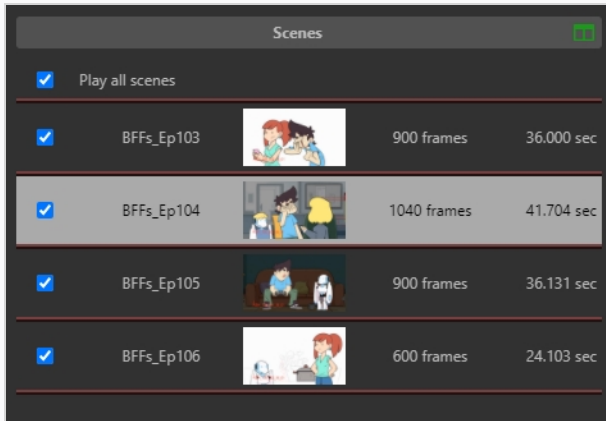 Scenes
Play all scenes
BFFs_Ep103 900 frames 36.000 sec
BFFs_Ep104 1040 frames 41.704 sec
BFFs_Ep105 900 frames 36.131 sec
BFFs_Ep106 600 frames 24.103 sec